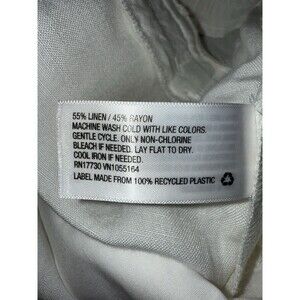 55% LINEN / 45% RAYON
MACHINE WASH COLD WITH LIKE COLORS.
GENTLE CYCLE. ONLY NON-CHLORINE
BLEACH IF NEEDED. LAY FLAT TO DRY.
COOL IRON IF NEEDED.
RN17730 VN1055164
LABEL MADE FROM 100% RECYCLED PLASTIC